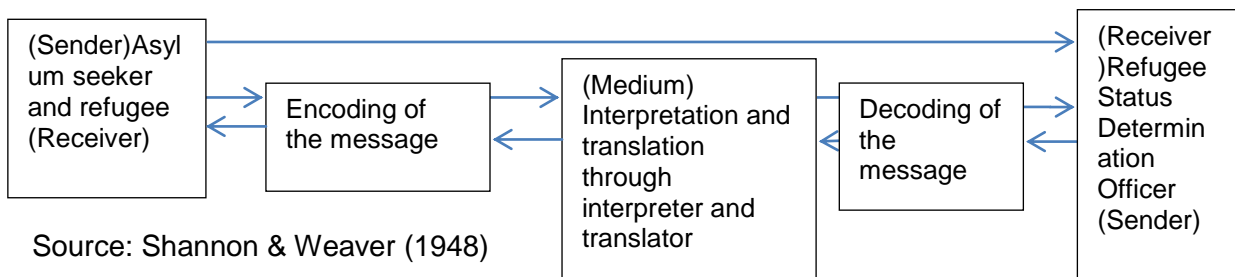 (Sender)Asyl
um seeker
and refugee
(Receiver)
Encoding of
the message
(Medium)
Interpretation and
translation
through
interpreter and
translator
Decoding of
the
message
(Receiver
)Refugee
Status
Determin
ation
Officer
(Sender)
Source: Shannon & Weaver (1948)